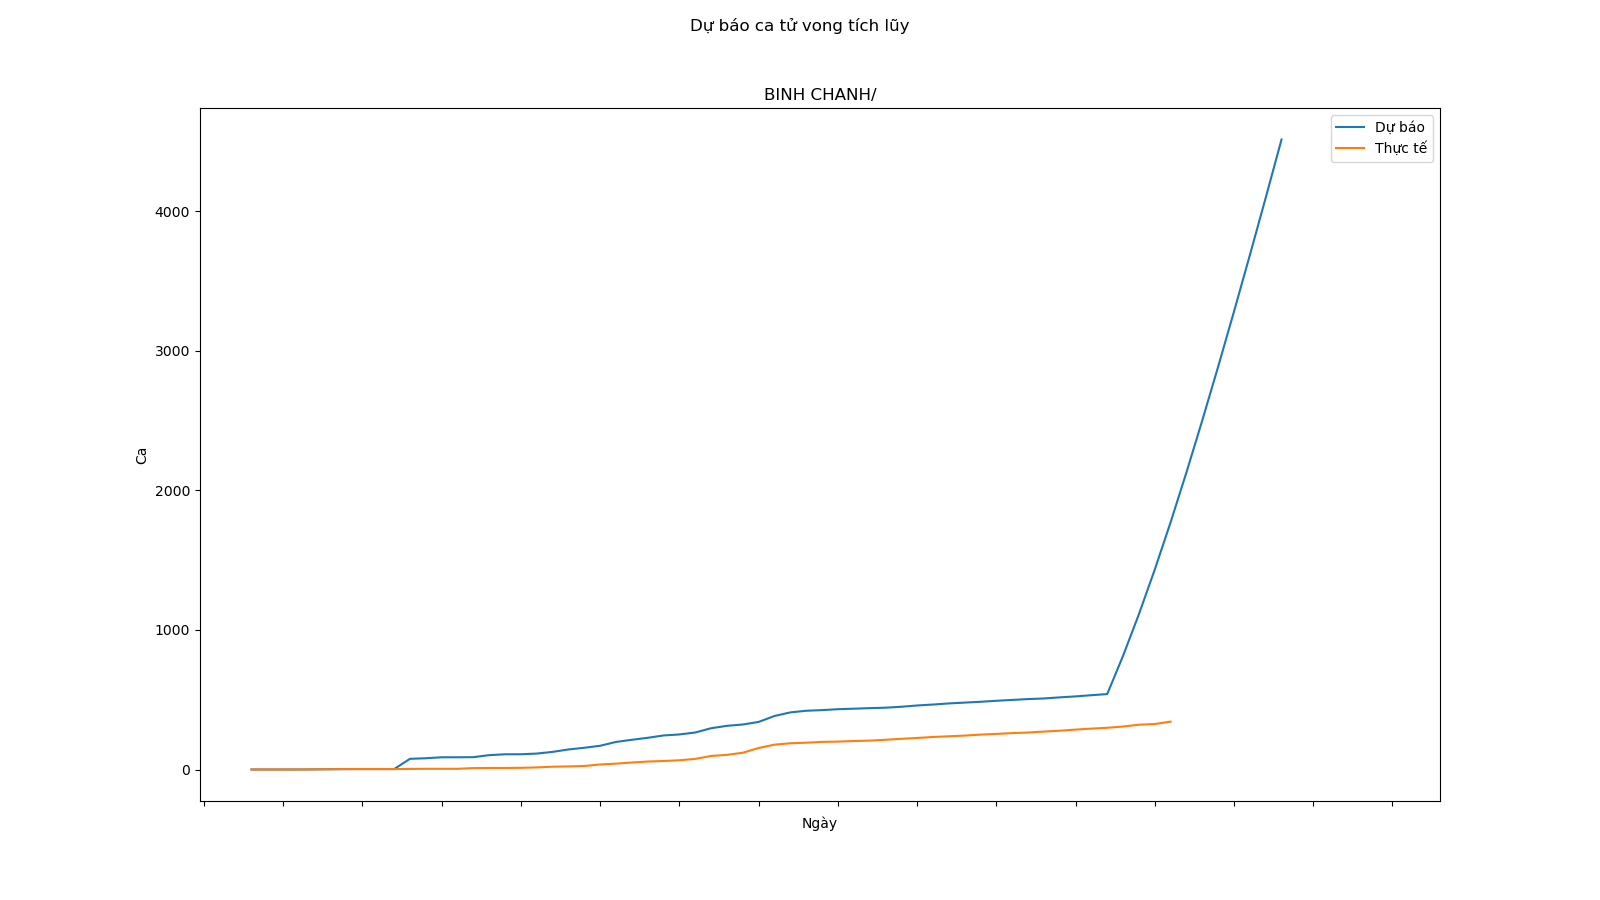 Dự báo ca tử vong tích lũy
BINH CHANH/
Dự báo
Thực tế
4000
3000
2000
1000
0
Ca
Ngày